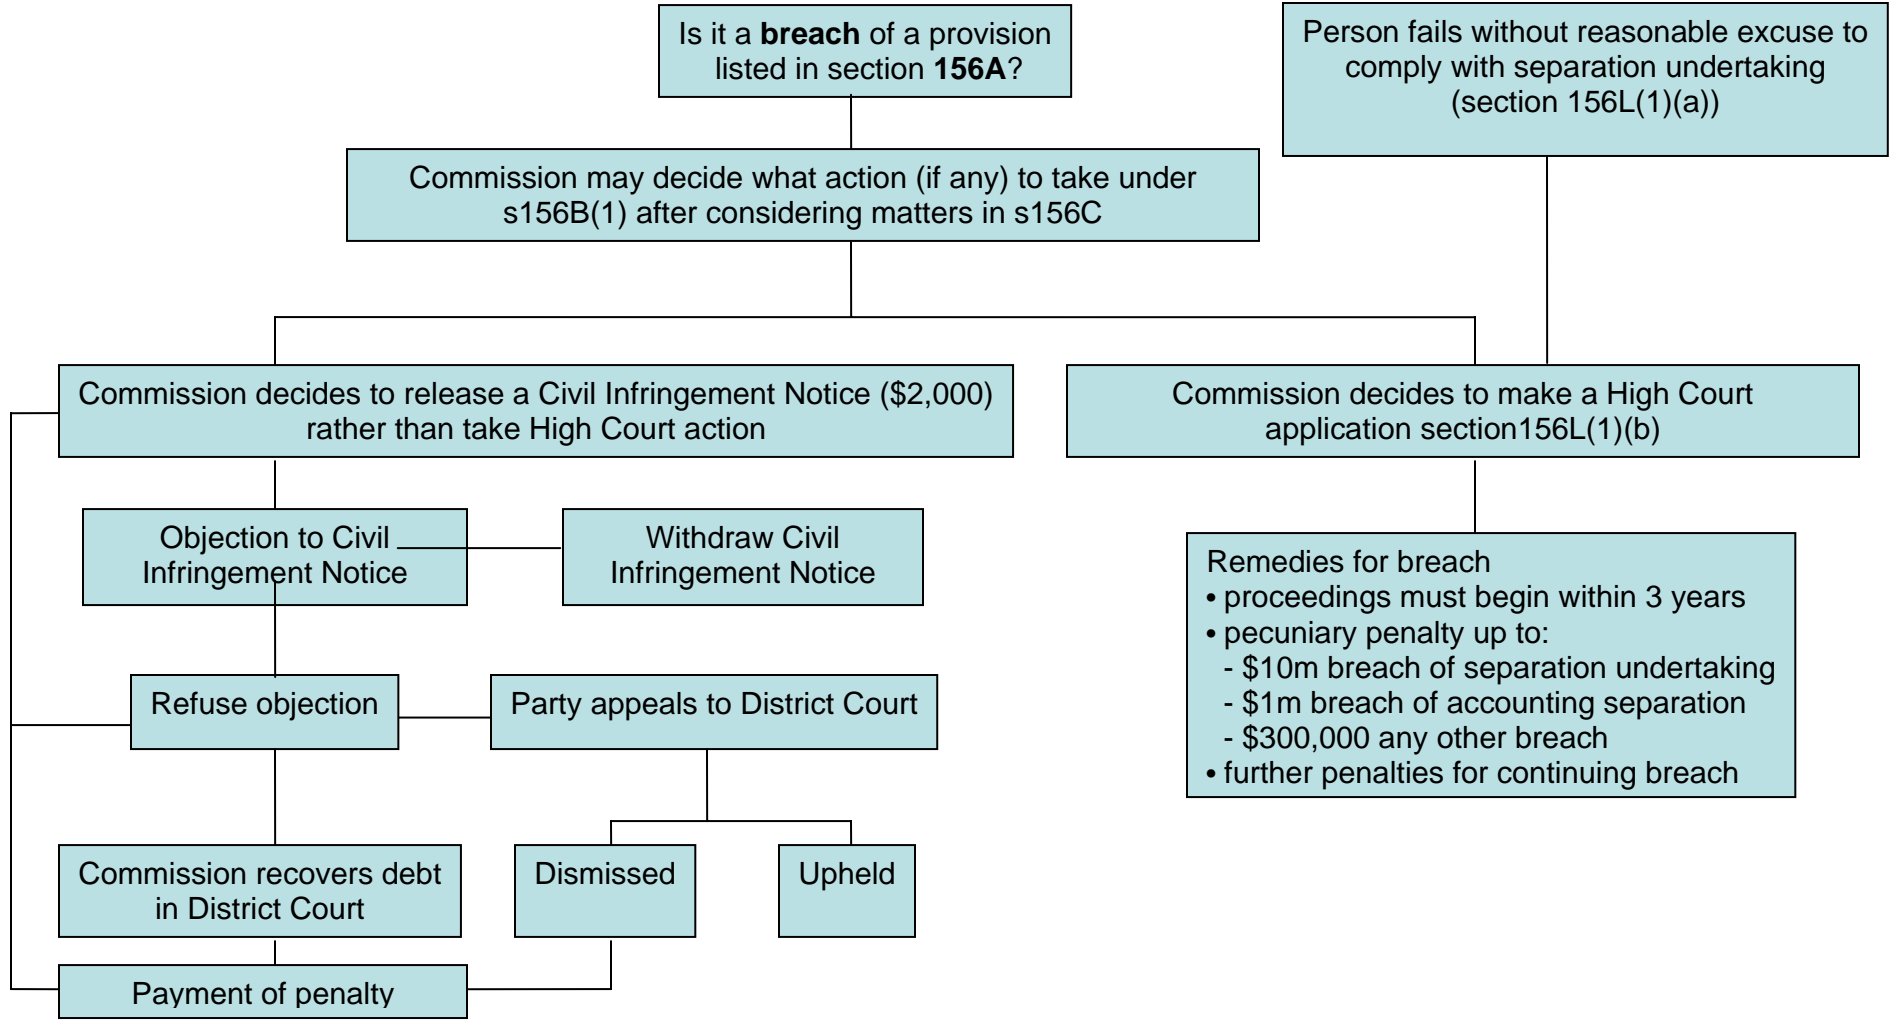 Is it a breach of a provision
listed in section 156A?
Person fails without reasonable excuse to
comply with separation undertaking
(section 156L(1)(a))
Commission may decide what action (if any) to take under
s156B(1) after considering matters in s156C
Commission decides to release a Civil Infringement Notice ($2,000)
rather than take High Court action
Commission decides to make a High Court
application section156L(1)(b)
Objection to Civil
Infringement Notice
Withdraw Civil
Infringement Notice
Remedies for breach
• proceedings must begin within 3 years
• pecuniary penalty up to:
- $10m breach of separation undertaking
- $1m breach of accounting separation
- $300,000 any other breach
• further penalties for continuing breach
Refuse objection
Party appeals to District Court
Commission recovers debt
in District Court
Dismissed
Upheld
Payment of penalty